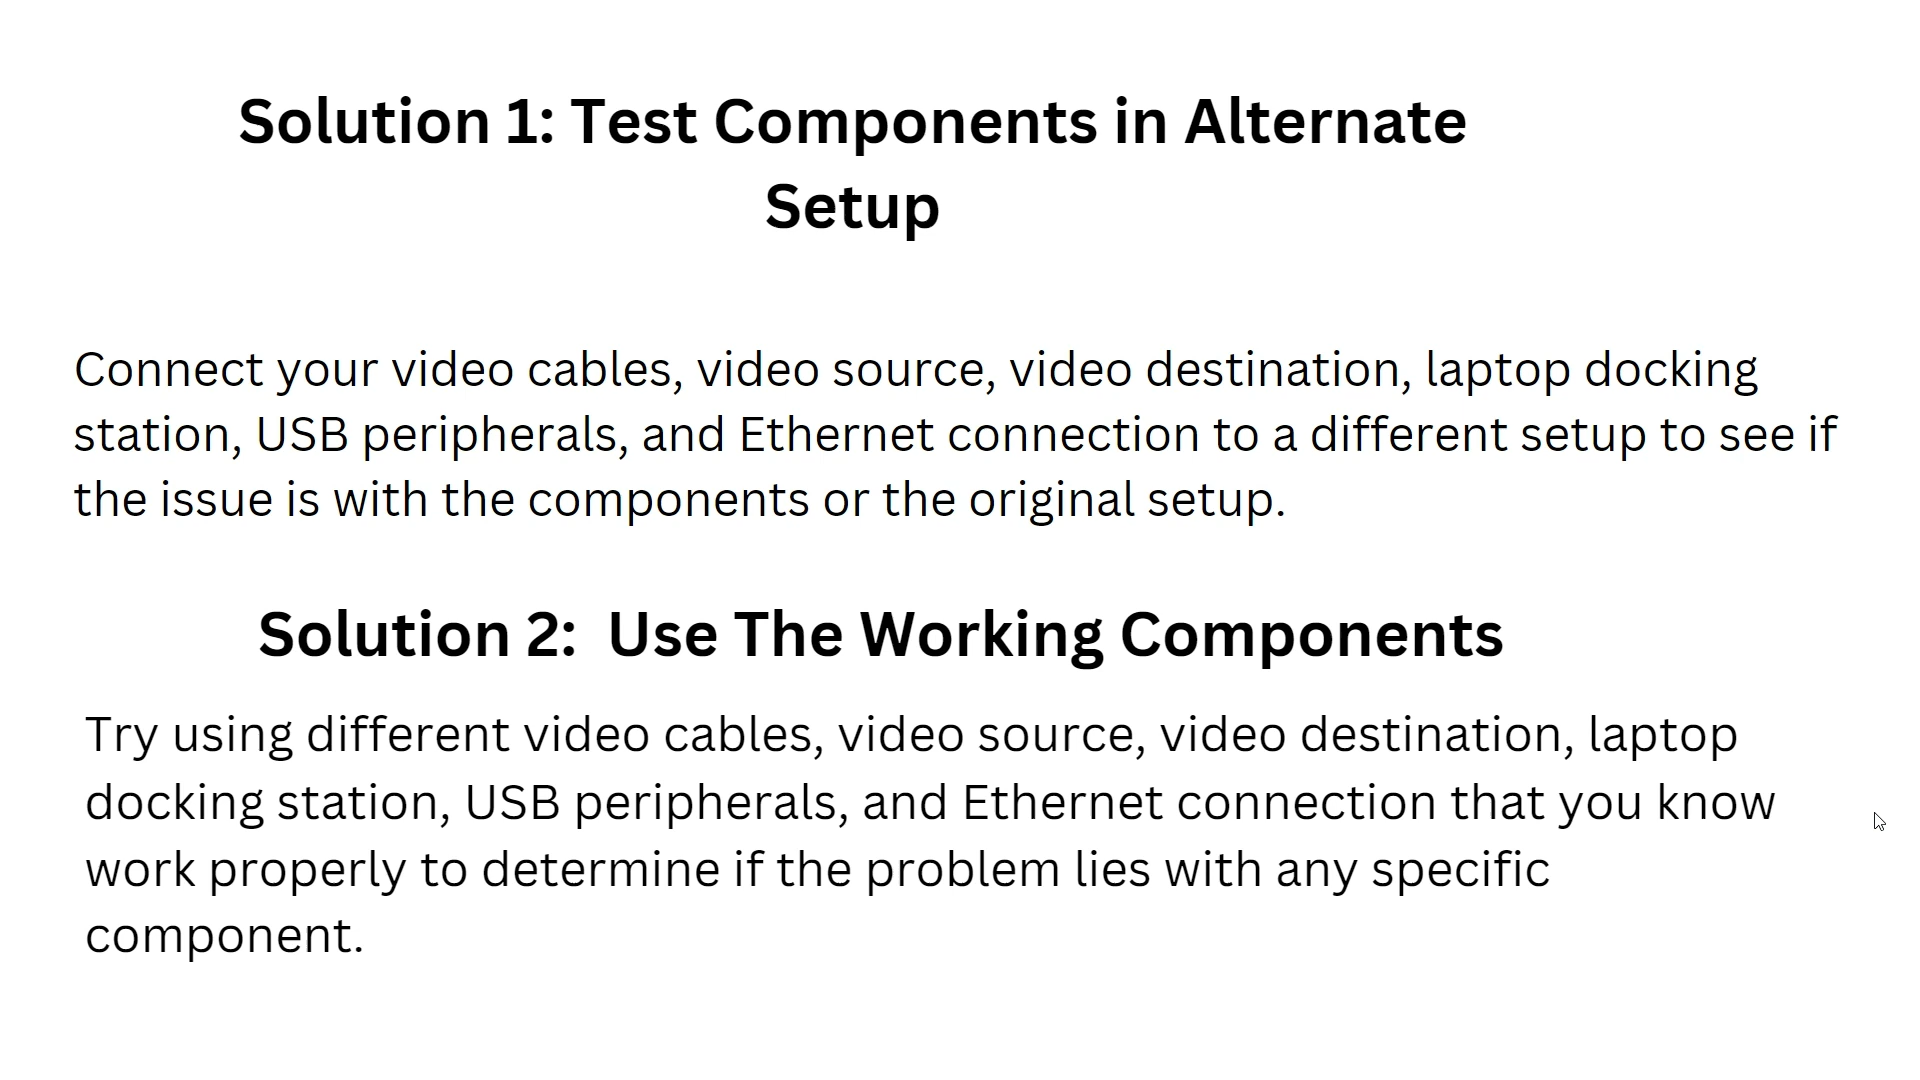 Solution 1: Test Components in Alternate
Setup
Connect your video cables, video source, video destination, laptop docking
station, USB peripherals, and Ethernet connection to a different setup to see if
the issue is with the components or the original setup.
Solution 2:  Use The Working Components
Try using different video cables, video source, video destination, laptop
docking station, USB peripherals, and Ethernet connection that you know
work properly to determine if the problem lies with any specific
component.